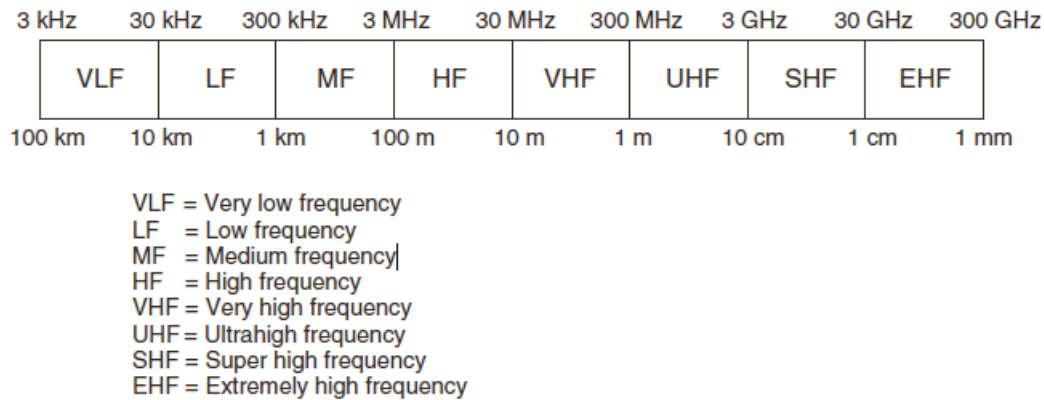 3 kHz 30 kHz 300 kHz 3 MHz 30 MHz 300 MHz 3 GHz 30 GHz 300 GHz
VLF LF MF HF VHF UHF SHF EHF
100 km 10 km 1 km 100 m 10 m 1 m 10 cm 1 cm 1 mm
VLF = Very low frequency
LF = Low frequency
MF = Medium frequency
HF = High frequency
VHF = Very high frequency
UHF = Ultrahigh frequency
SHF = Super high frequency
EHF = Extremely high frequency